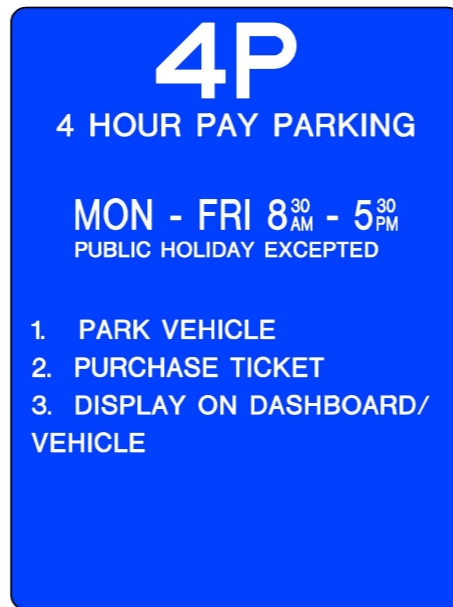 4P
4 HOUR PAY PARKING
MON - FRI 8 30 AM - 5 30 PM
PUBLIC HOLIDAY EXCEPTED
1. PARK VEHICLE
2. PURCHASE TICKET
3. DISPLAY ON DASHBOARD/
VEHICLE